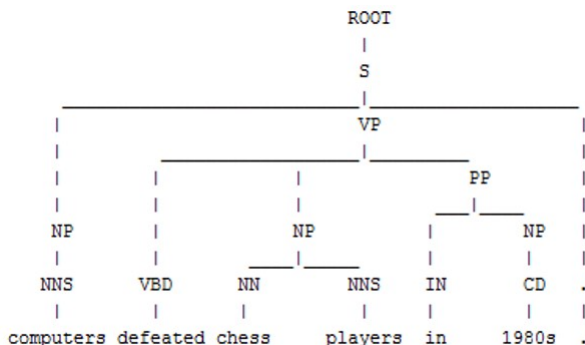 ROOT
S
VP
PP
NP NP NP
NNS VBD NN NNS IN CD .
computers defeated chess players in 1980s .